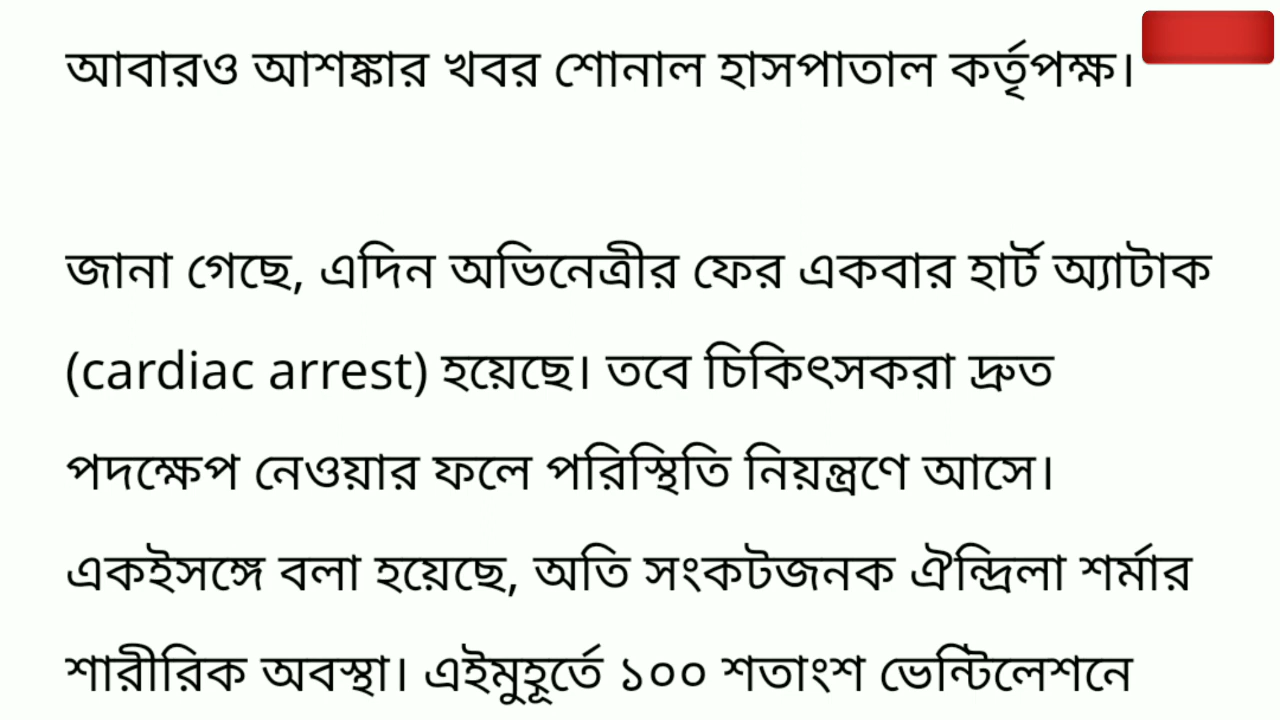 আবারও আশঙ্কার খবর শোনাল হাসপাতাল কর্তৃপক্ষ।
জানা গেছে, এদিন অভিনেত্রীর ফের একবার হার্ট অ্যাটাক
(cardiac arrest) হয়েছে। তবে চিকিৎসকরা দ্রুত
পদক্ষেপ নেওয়ার ফলে পরিস্থিতি নিয়ন্ত্রণে আসে।
একইসঙ্গে বলা হয়েছে, অতি সংকটজনক ঐন্দ্রিলা শর্মার
শারীরিক অবস্থা। এইমুহূর্তে ১০০ শতাংশ ভেন্টিলেশনে